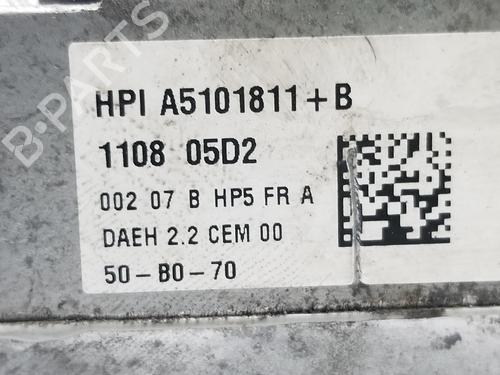 B-PARTS
HPI A5101811+B
1108 05D2
002 07 B HP5 FR A
DAEH 2.2 CEM 00
50-B0-70